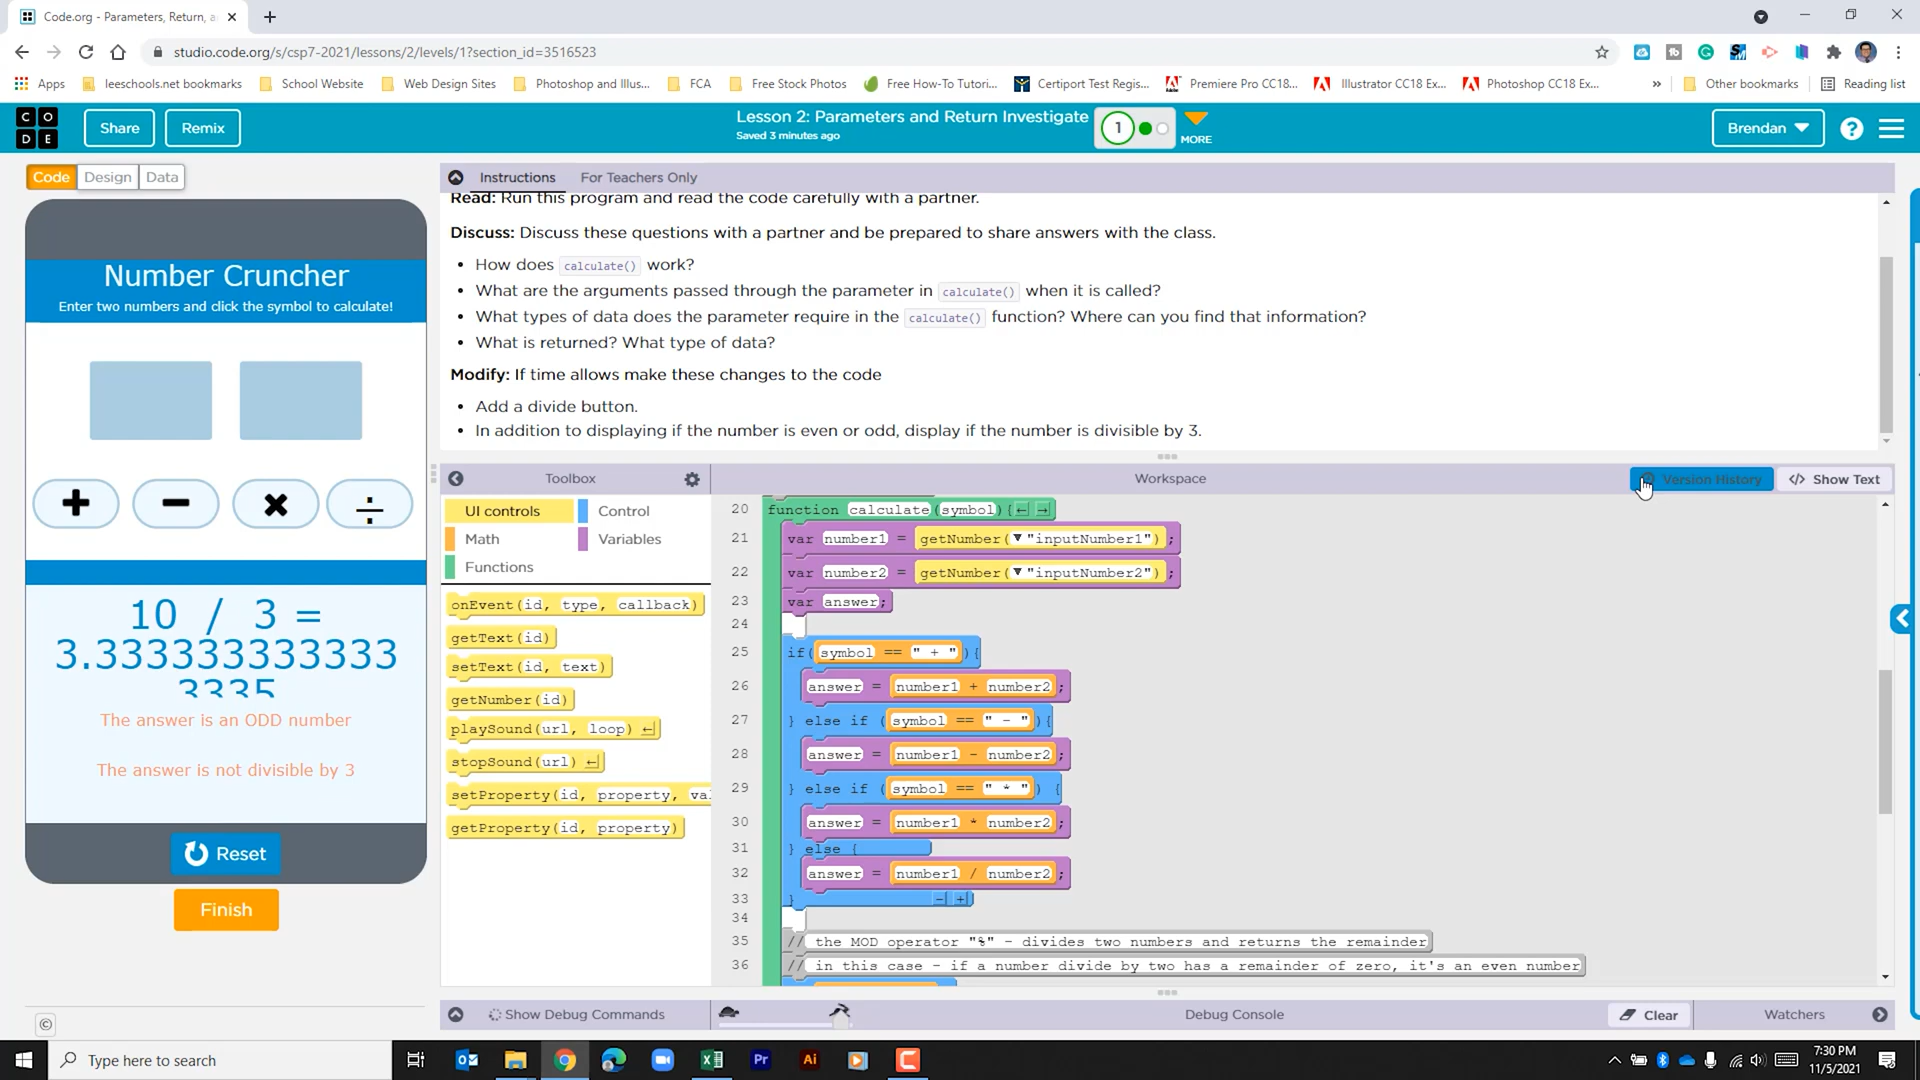 Code.org - Parameters, Return, a
studio.code.org/s/csp7-2021/lessons/2/levels/1?section_id=3516523
Apps leeschools.net bookmarks School Website Web Design Sites Photoshop and Illus... FCA Free Stock Photos Free How-To Tutori... Certiport Test Regis... Premiere Pro CC18... Illustrator CC18 Ex... Photoshop CC18 Ex... » Other bookmarks Reading list
CODE Share Remix
Lesson 2: Parameters and Return Investigate
Saved 3 minutes ago
1
MORE
Brendan
?
Code Design Data
Instructions For Teachers Only
Read: Run this program and read the code carefully with a partner.
Discuss: Discuss these questions with a partner and be prepared to share answers with the class.
• How does calculate() work?
• What are the arguments passed through the parameter in calculate() when it is called?
• What types of data does the parameter require in the calculate() function? Where can you find that information?
• What is returned? What type of data?
Modify: If time allows make these changes to the code
• Add a divide button.
• In addition to displaying if the number is even or odd, display if the number is divisible by 3.
Number Cruncher
Enter two numbers and click the symbol to calculate!
+ - × ÷
10 / 3 =
3.333333333333
3335
The answer is an ODD number
The answer is not divisible by 3
Reset
Finish
©
Toolbox
UI controls Control
Math Variables
Functions
onEvent(id, type, callback)
getText(id)
setText(id, text)
getNumber(id)
playSound(url, loop)
stopSound(url)
setProperty(id, property, val
getProperty(id, property)
Workspace Version History </> Show Text
20 function calculate(symbol){
21 var number1 = getNumber(▼"inputNumber1");
22 var number2 = getNumber(▼"inputNumber2");
23 var answer;
24
25 if(symbol == " + "){
26 answer = number1 + number2;
27 } else if (symbol == " - "){
28 answer = number1 - number2;
29 } else if (symbol == " * ") {
30 answer = number1 * number2;
31 } else {
32 answer = number1 / number2;
33 } - +
34
35 // the MOD operator "%" - divides two numbers and returns the remainder
36 // in this case - if a number divide by two has a remainder of zero, it's an even number
Show Debug Commands Debug Console Clear Watchers
Type here to search
Pr Ai
7:30 PM
11/5/2021